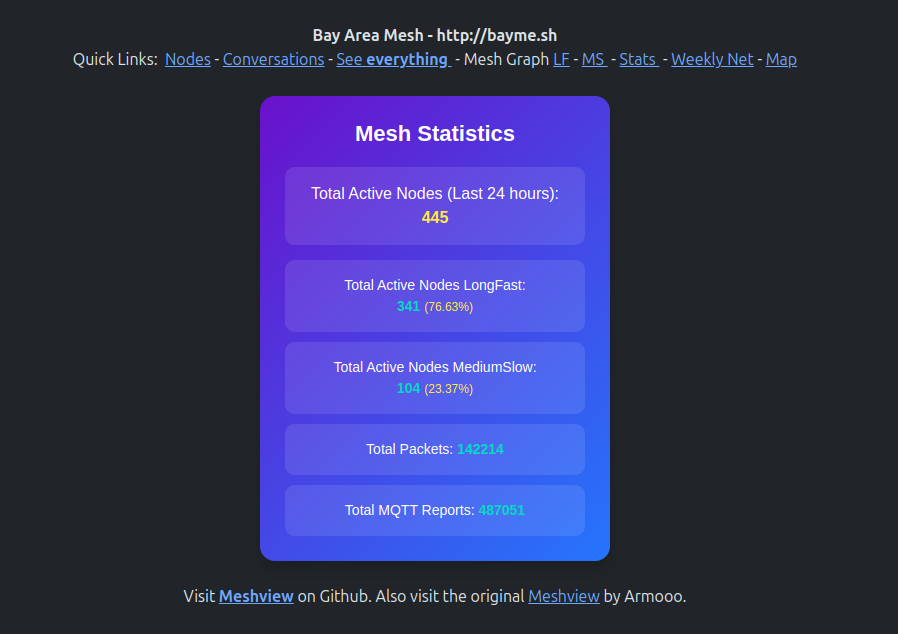 Bay Area Mesh - http://bayme.sh
Quick Links: Nodes - Conversations - See everything - Mesh Graph LF - MS - Stats - Weekly Net - Map
Mesh Statistics
Total Active Nodes (Last 24 hours):
445
Total Active Nodes LongFast:
341 (76.63%)
Total Active Nodes MediumSlow:
104 (23.37%)
Total Packets: 142214
Total MQTT Reports: 487051
Visit Meshview on Github. Also visit the original Meshview by Armooo.